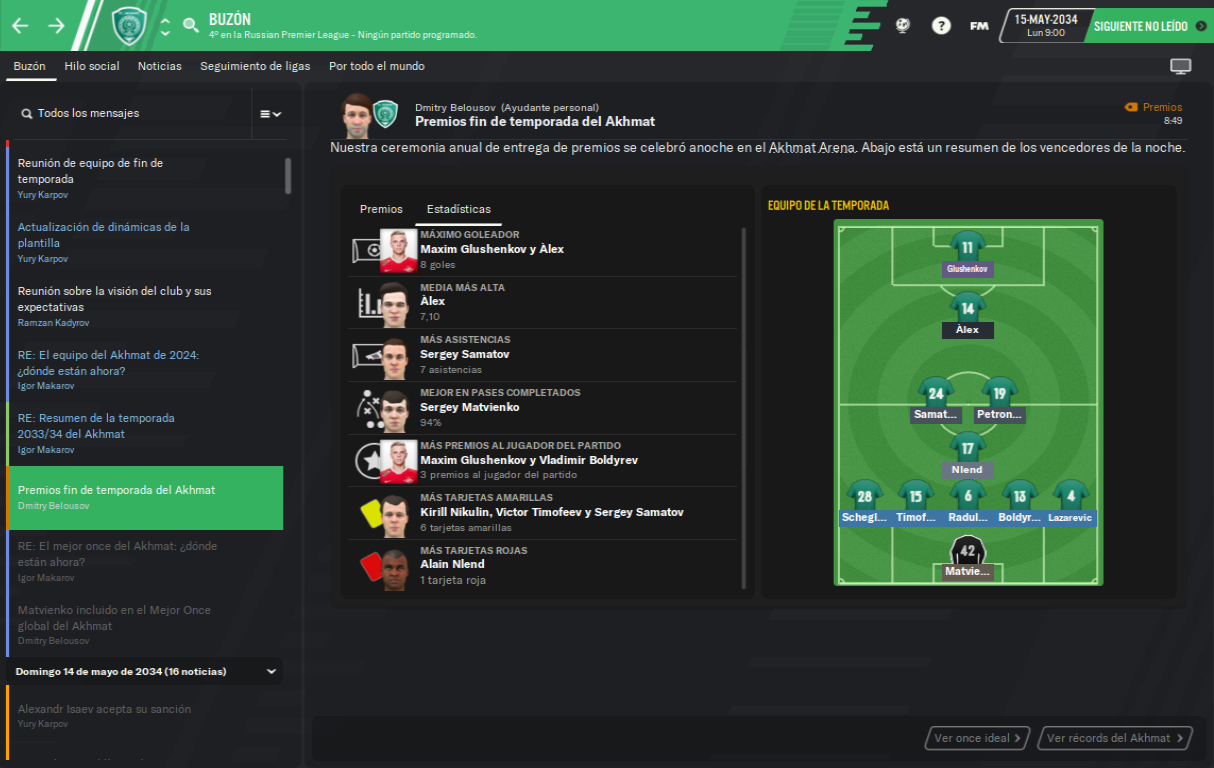 BUZÓN
4º en la Russian Premier League - Ningún partido programado.
FM
15-MAY-2034
Lun 9:00
SIGUIENTE NO LEÍDO
Buzón
Hilo social
Noticias
Seguimiento de ligas
Por todo el mundo
Todos los mensajes
Reunión de equipo de fin de
temporada
Yury Karpov
Actualización de dinámicas de la
plantilla
Yury Karpov
Reunión sobre la visión del club y sus
expectativas
Ramzan Kadyrov
RE: El equipo del Akhmat de 2024:
¿dónde están ahora?
Igor Makarov
RE: Resumen de la temporada
2033/34 del Akhmat
Igor Makarov
Premios fin de temporada del Akhmat
Dmitry Belousov
RE: El mejor once del Akhmat: ¿dónde
están ahora?
Igor Makarov
Matvienko incluido en el Mejor Once
global del Akhmat
Dmitry Belousov
Domingo 14 de mayo de 2034 (16 noticias)
Alexandr Isaev acepta su sanción
Yury Karpov
Dmitry Belousov (Ayudante personal)
Premios fin de temporada del Akhmat
Premios
8:49
Nuestra ceremonia anual de entrega de premios se celebró anoche en el Akhmat Arena. Abajo está un resumen de los vencedores de la noche.
Premios
Estadísticas
MÁXIMO GOLEADOR
Maxim Glushenkov y Àlex
8 goles
MEDIA MÁS ALTA
Àlex
7,10
MÁS ASISTENCIAS
Sergey Samatov
7 asistencias
MEJOR EN PASES COMPLETADOS
Sergey Matvienko
94%
MÁS PREMIOS AL JUGADOR DEL PARTIDO
Maxim Glushenkov y Vladimir Boldyrev
3 premios al jugador del partido
MÁS TARJETAS AMARILLAS
Kirill Nikulin, Victor Timofeev y Sergey Samatov
6 tarjetas amarillas
MÁS TARJETAS ROJAS
Alain Nlend
1 tarjeta roja
EQUIPO DE LA TEMPORADA
11
Glushenkov
14
Àlex
24
19
Samat...
Petron...
17
Nlend
28
15
6
13
4
Schegl...
Timof...
Radul...
Boldyr...
Lazarevic
42
Matvie...
Ver once ideal
Ver récords del Akhmat